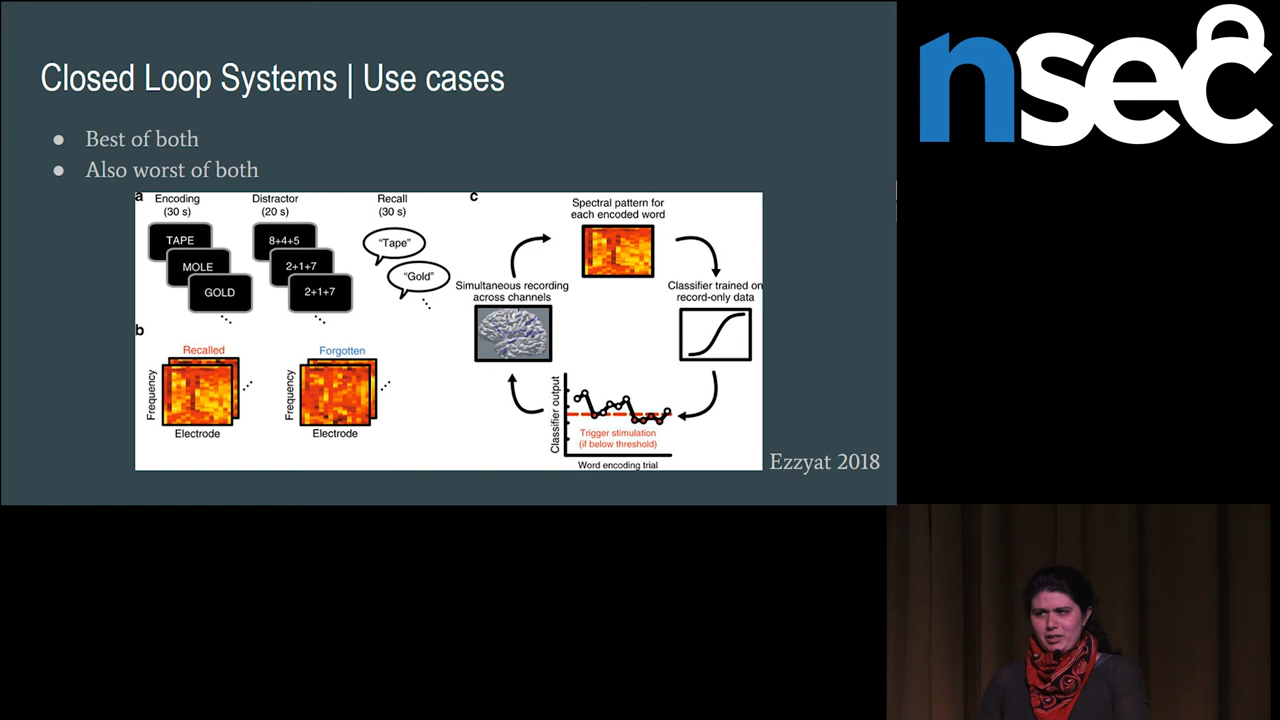 Closed Loop Systems | Use cases
● Best of both
● Also worst of both
a
Encoding
(30 s)
Distractor
(20 s)
Recall
(30 s)
TAPE
MOLE
GOLD
8+4+5
2+1+7
2+1+7
“Tape”
“Gold”
b
Recalled
Forgotten
Frequency
Electrode
Frequency
Electrode
c
Spectral pattern for
each encoded word
Simultaneous recording
across channels
Classifier trained on
record-only data
Classifier output
Trigger stimulation
(if below threshold)
Word encoding trial
Ezzyat 2018
nsec